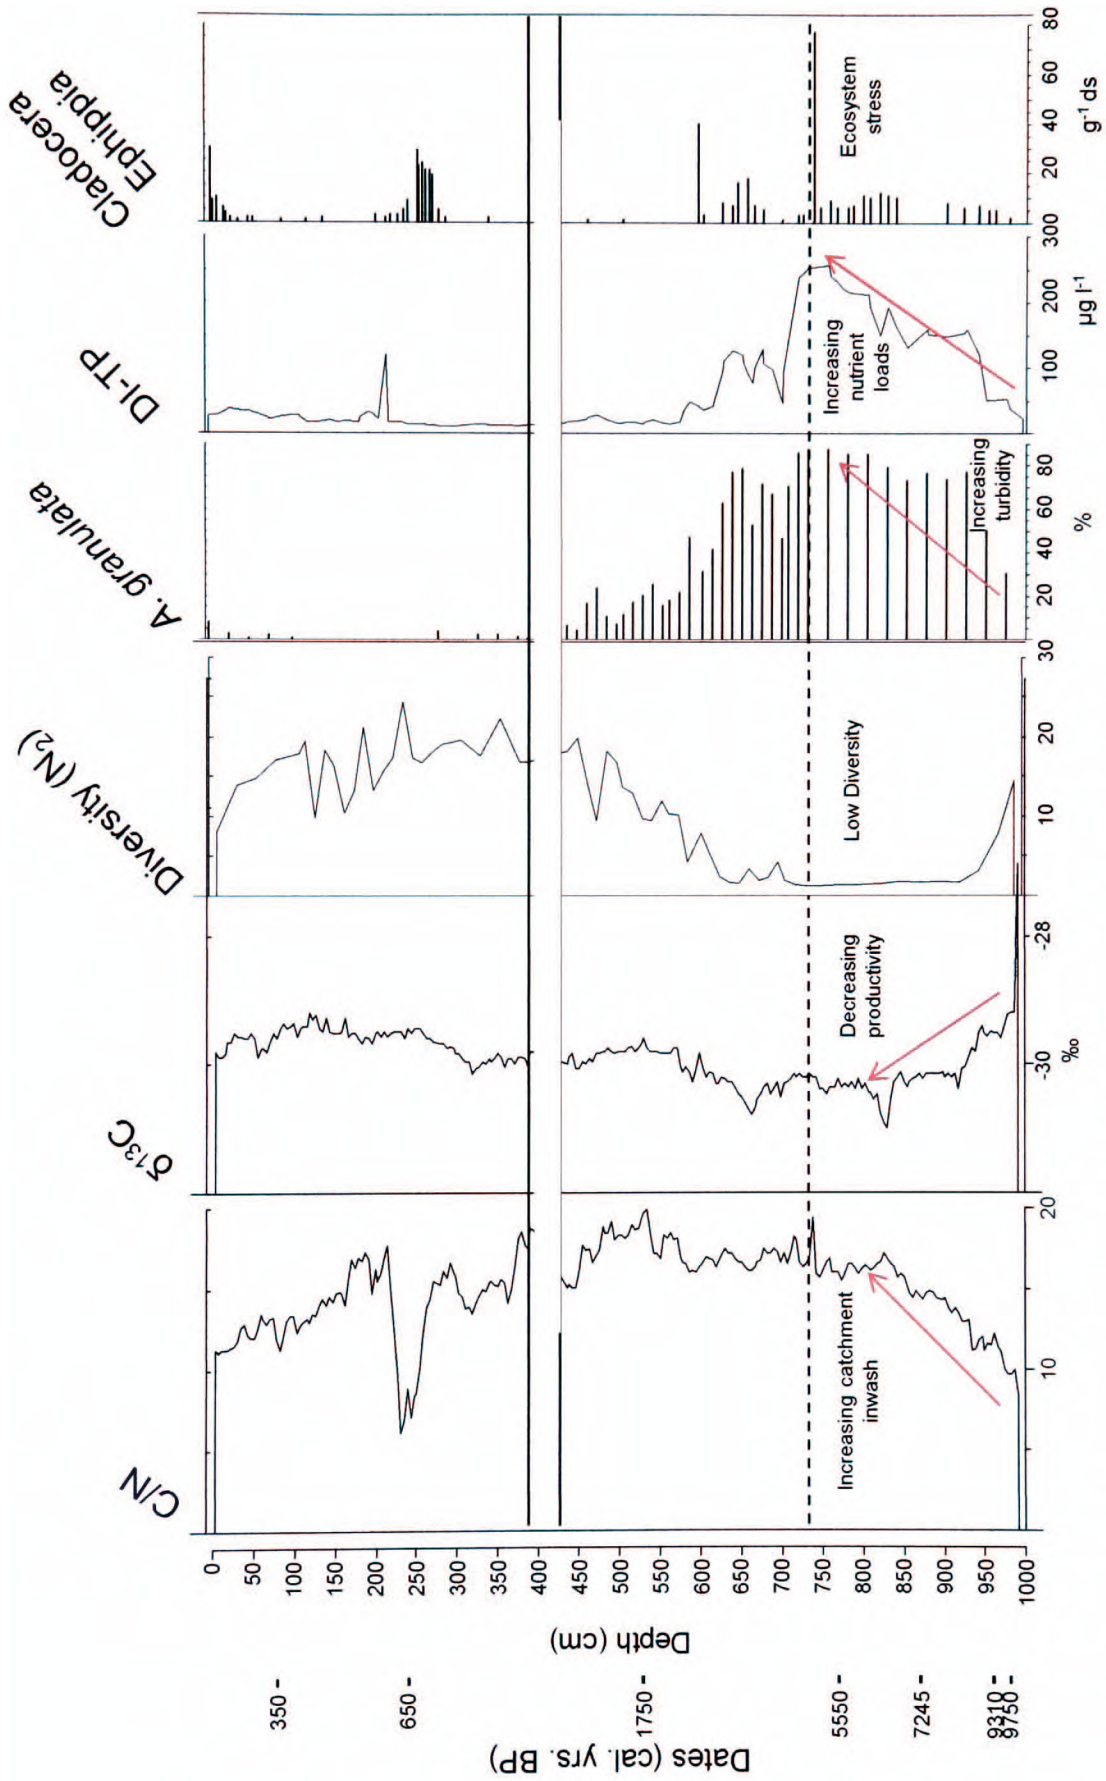 Dates (cal. yrs. BP)
350 -
650 -
1750 -
5550 -
7245 -
9310 -
9750 -
Depth (cm)
0
50
100
150
200
250
300
350
400
450
500
550
600
650
700
750
800
850
900
950
1000
C/N
Increasing catchment
inwash
10
20
δ13C
Decreasing
productivity
-30
-28
‰
Diversity (N2)
Low Diversity
10
20
30
A. granulata
Increasing
turbidity
0
20
40
60
80
%
DI-TP
Increasing
nutrient
loads
100
200
300
µg l-1
Cladocera
Ephippia
Ecosystem
stress
0
20
40
60
80
g-1 ds